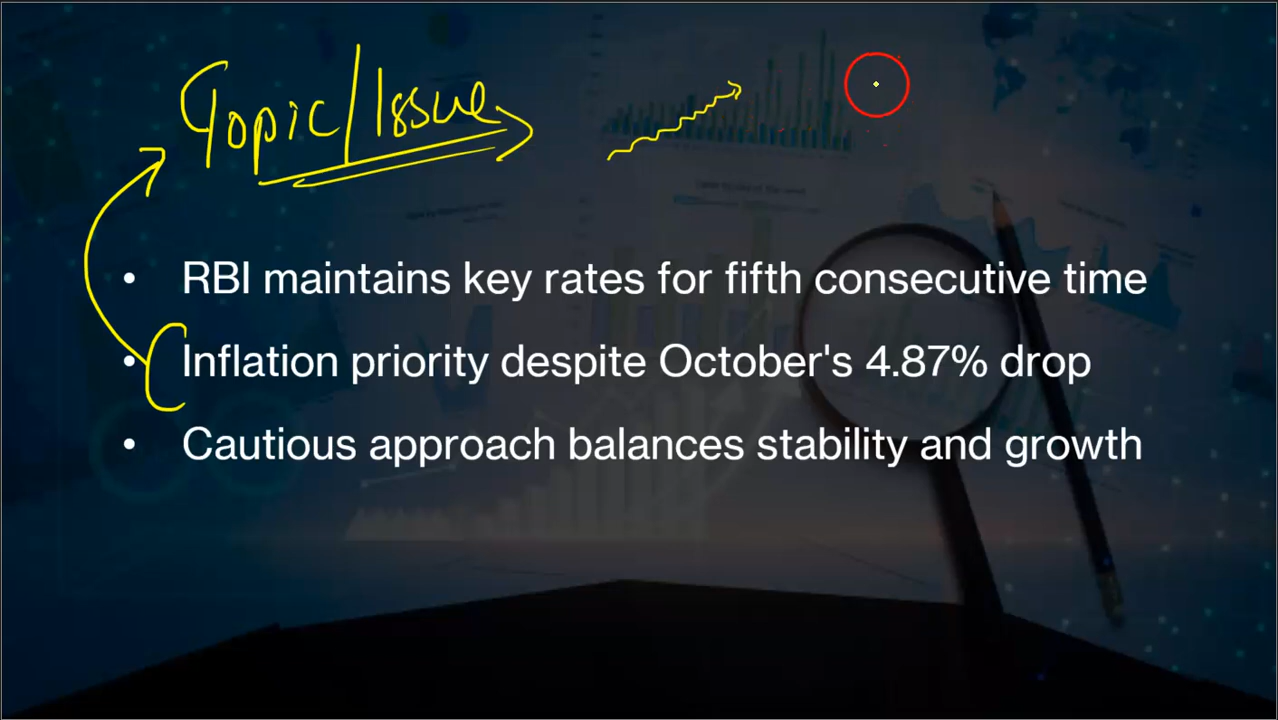 Topic/Issue
• RBI maintains key rates for fifth consecutive time
• Inflation priority despite October's 4.87% drop
• Cautious approach balances stability and growth